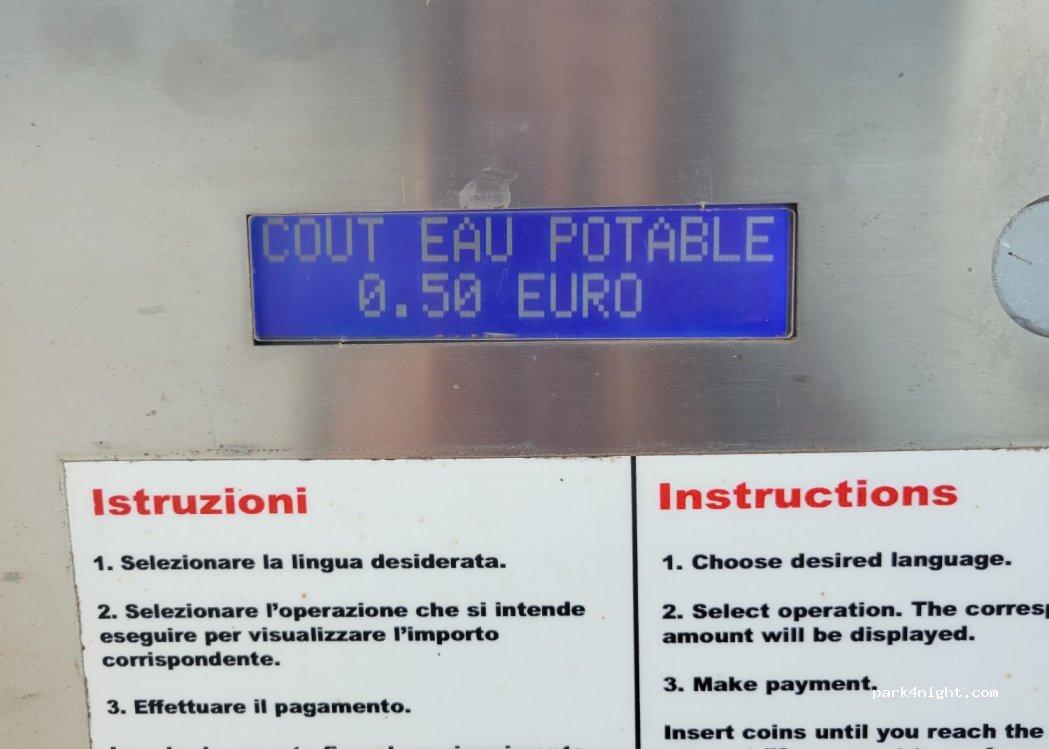 COUT EAU POTABLE
0.50 EURO
Istruzioni
1. Selezionare la lingua desiderata.
2. Selezionare l'operazione che si intende
eseguire per visualizzare l'importo
corrispondente.
3. Effettuare il pagamento.
Instructions
1. Choose desired language.
2. Select operation. The
amount will be displayed.
3. Make payment.
Insert coins until you reach the
park4night.com